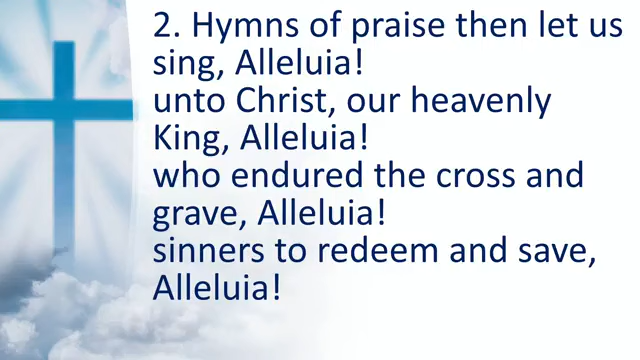 2. Hymns of praise then let us
sing, Alleluia!
unto Christ, our heavenly
King, Alleluia!
who endured the cross and
grave, Alleluia!
sinners to redeem and save,
Alleluia!